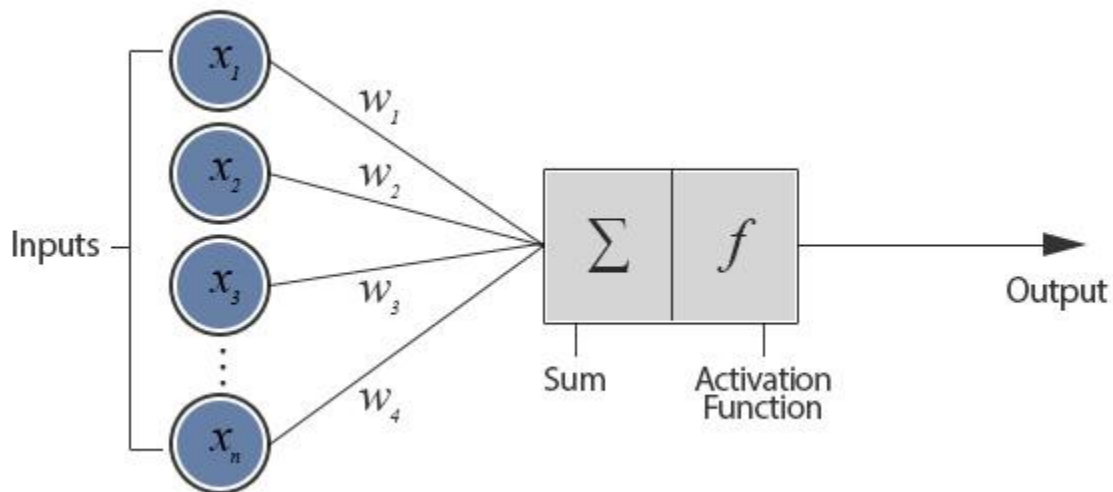 x₁
w₁
x₂
w₂
Inputs
x₃
w₃
Σ
f
Output
Sum
Activation
Function
w₄
xₙ